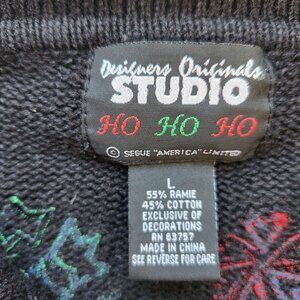 Designers Originals
STUDIO
HO HO HO
© SEGUE "AMERICA" LIMITED
L
55% RAMIE
45% COTTON
EXCLUSIVE OF
DECORATIONS
RN 63757
MADE IN CHINA
SEE REVERSE FOR CARE